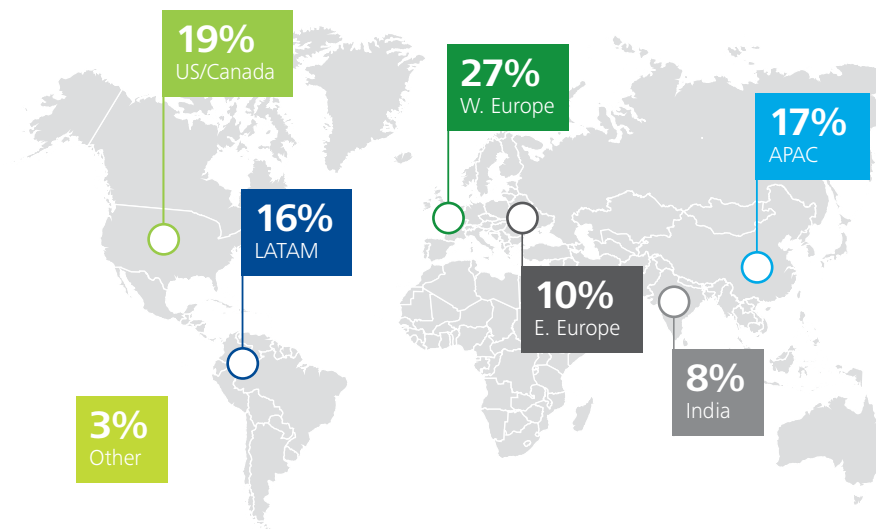 19%
US/Canada
27%
W. Europe
17%
APAC
16%
LATAM
10%
E. Europe
8%
India
3%
Other